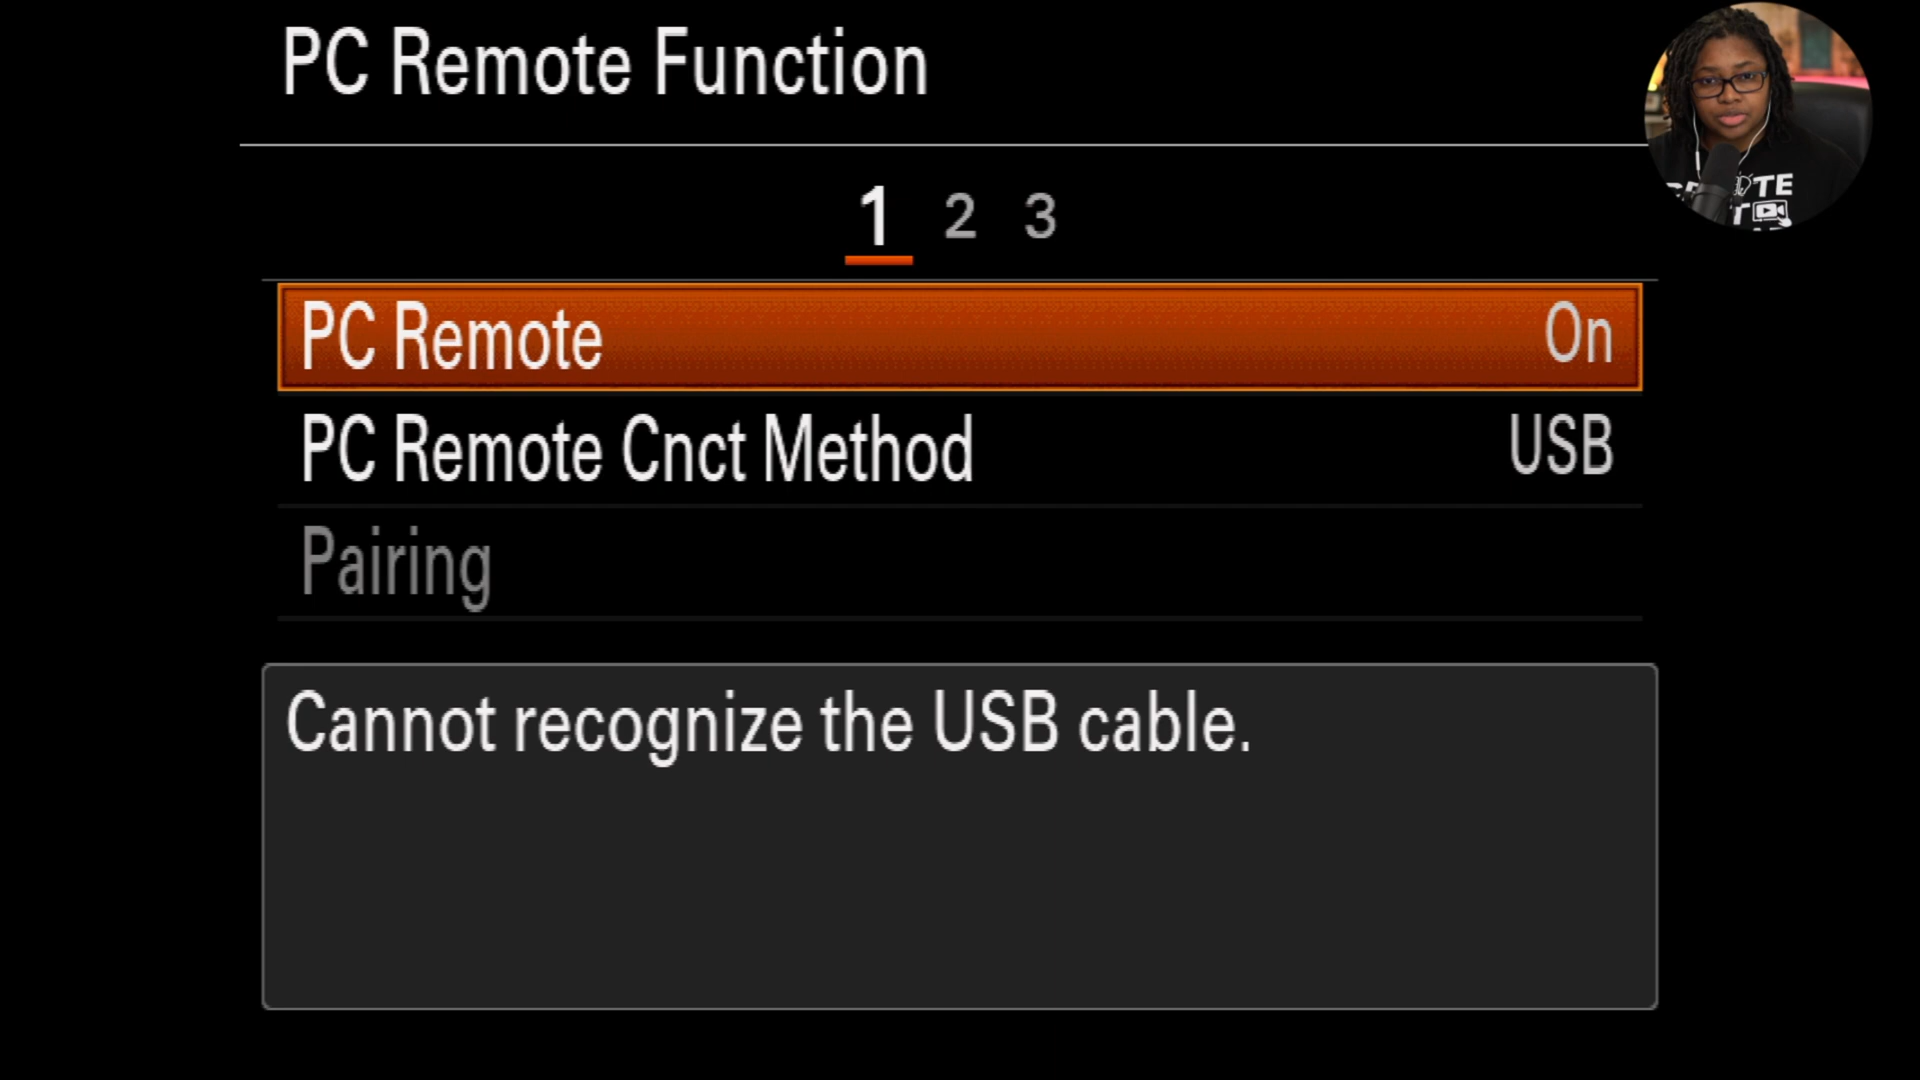 PC Remote Function
1 2 3
PC Remote On
PC Remote Cnct Method USB
Pairing
Cannot recognize the USB cable.